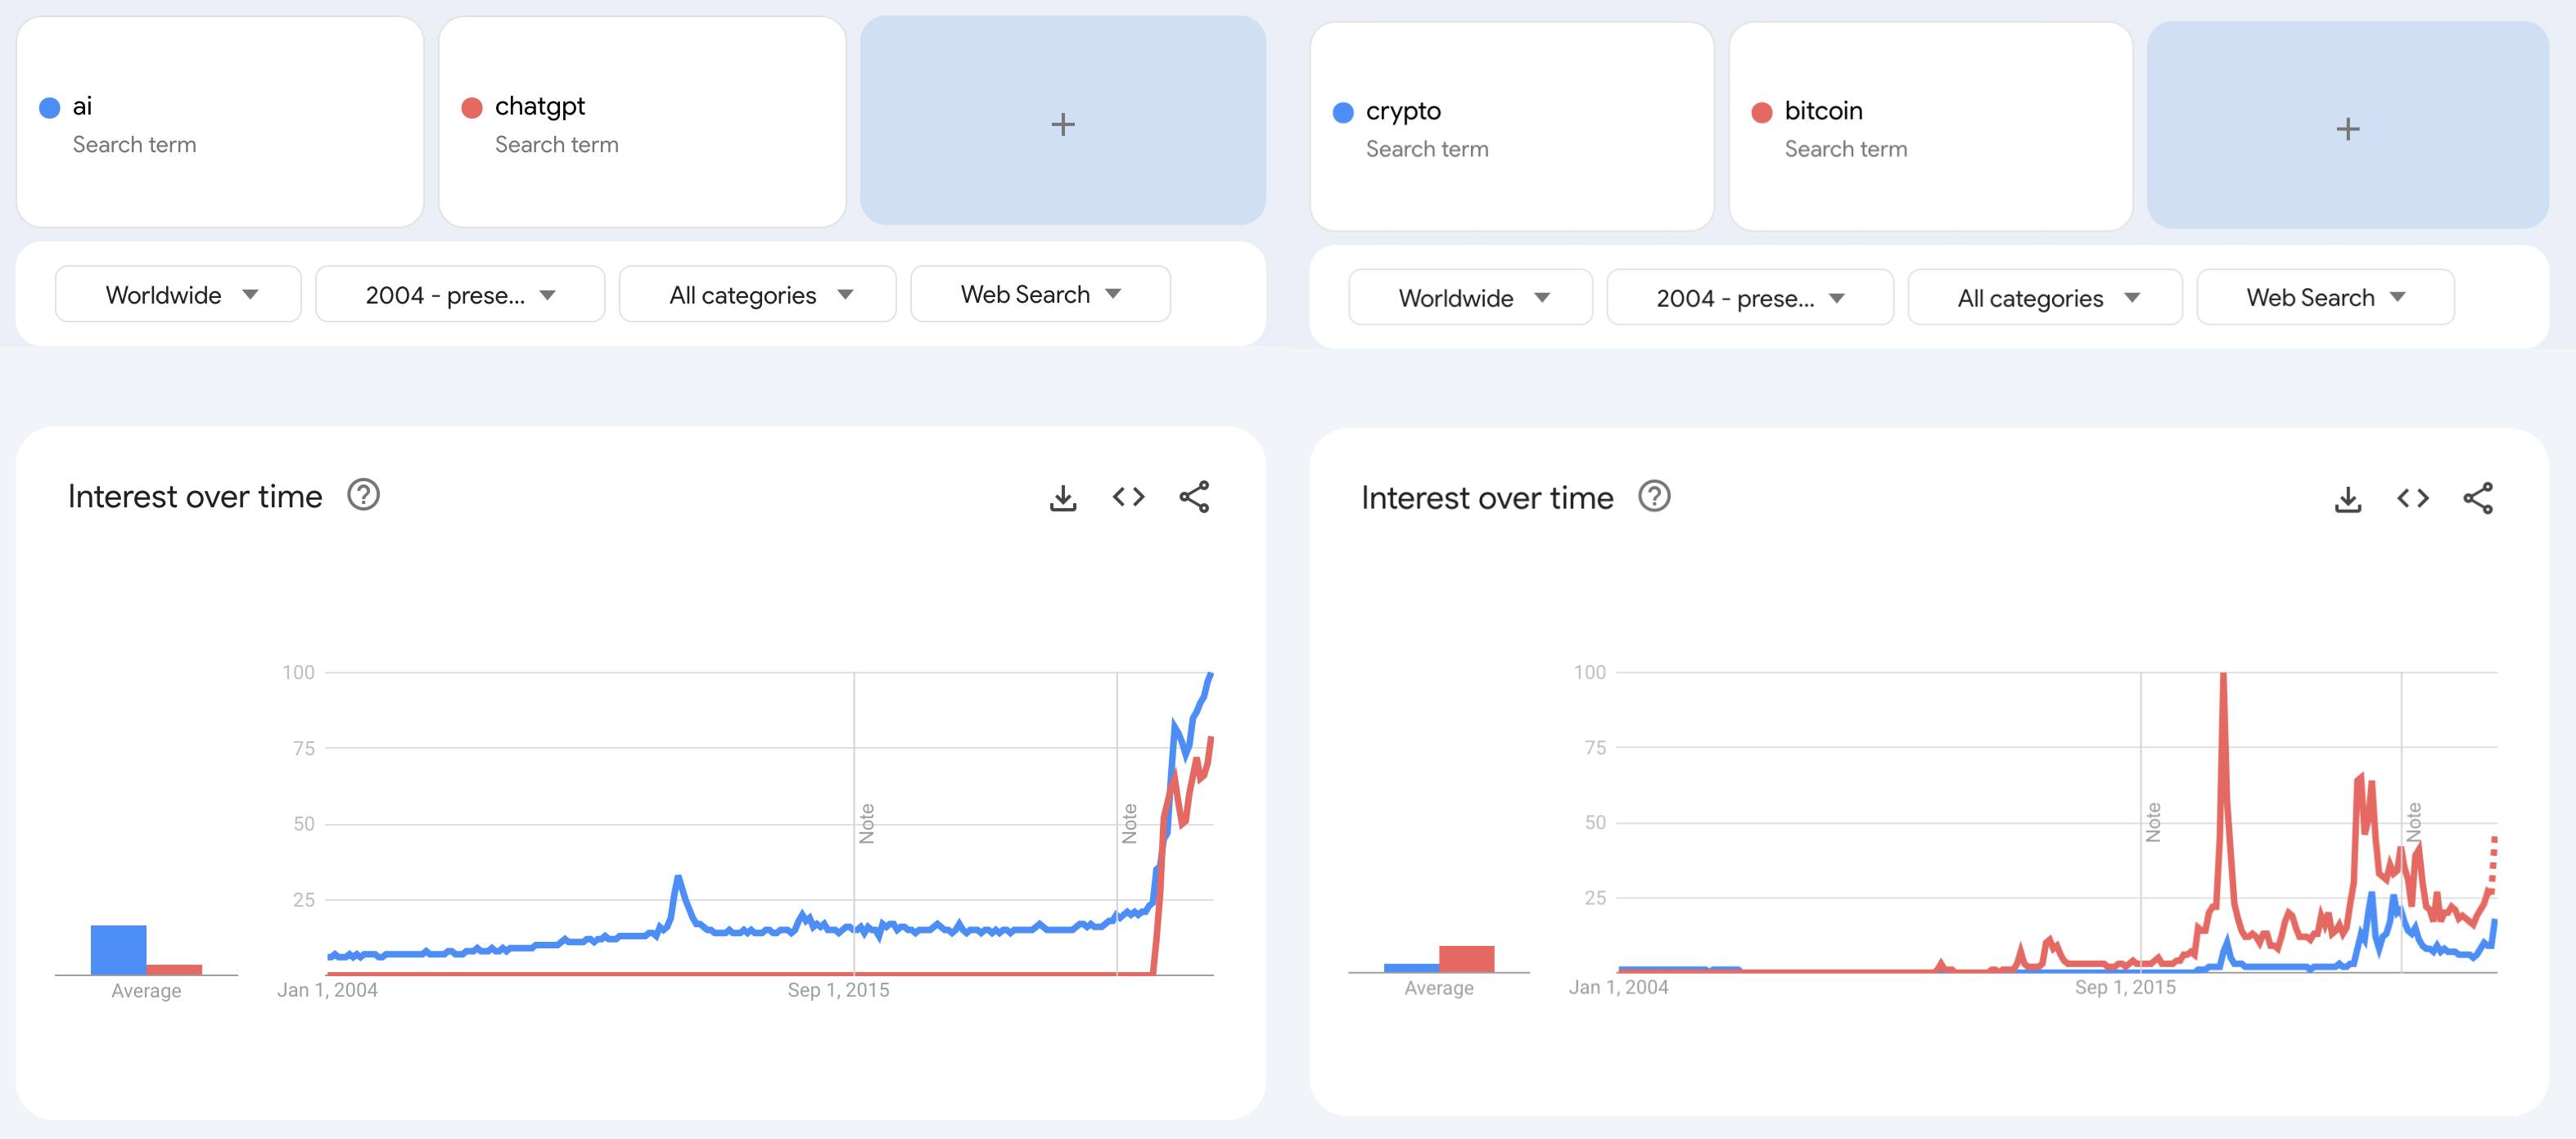 ai
Search term
chatgpt
Search term
+
Worldwide
2004 - prese...
All categories
Web Search
Interest over time
100
75
50
25
Note
Note
Average
Jan 1, 2004
Sep 1, 2015
crypto
Search term
bitcoin
Search term
+
Worldwide
2004 - prese...
All categories
Web Search
Interest over time
100
75
50
25
Note
Note
Average
Jan 1, 2004
Sep 1, 2015